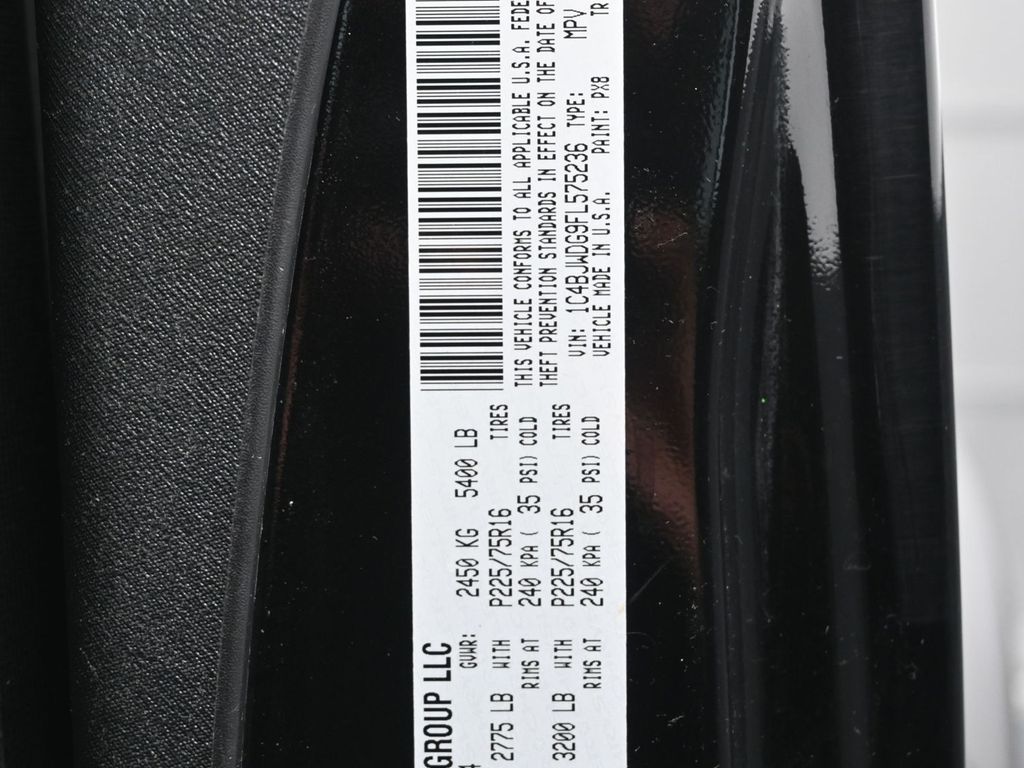 GROUP LLC
4
GVWR: 2450 KG 5400 LB
2775 LB WITH P225/75R16 TIRES
RIMS AT 240 KPA ( 35 PSI) COLD
3200 LB WITH P225/75R16 TIRES
RIMS AT 240 KPA ( 35 PSI) COLD
THIS VEHICLE CONFORMS TO ALL APPLICABLE U.S.A. FEDE
THEFT PREVENTION STANDARDS IN EFFECT ON THE DATE OF
VIN: 1C4BJWDG9FL575236 TYPE: MPV
VEHICLE MADE IN U.S.A. PAINT: PX8 TR